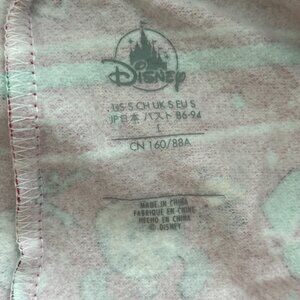 Disney
US S CH UK S EU S
JP日本 バスト 86-94
L
CN 160/88A
MADE IN CHINA
FABRIQUÉ EN CHINE
HECHO EN CHINA
© DISNEY